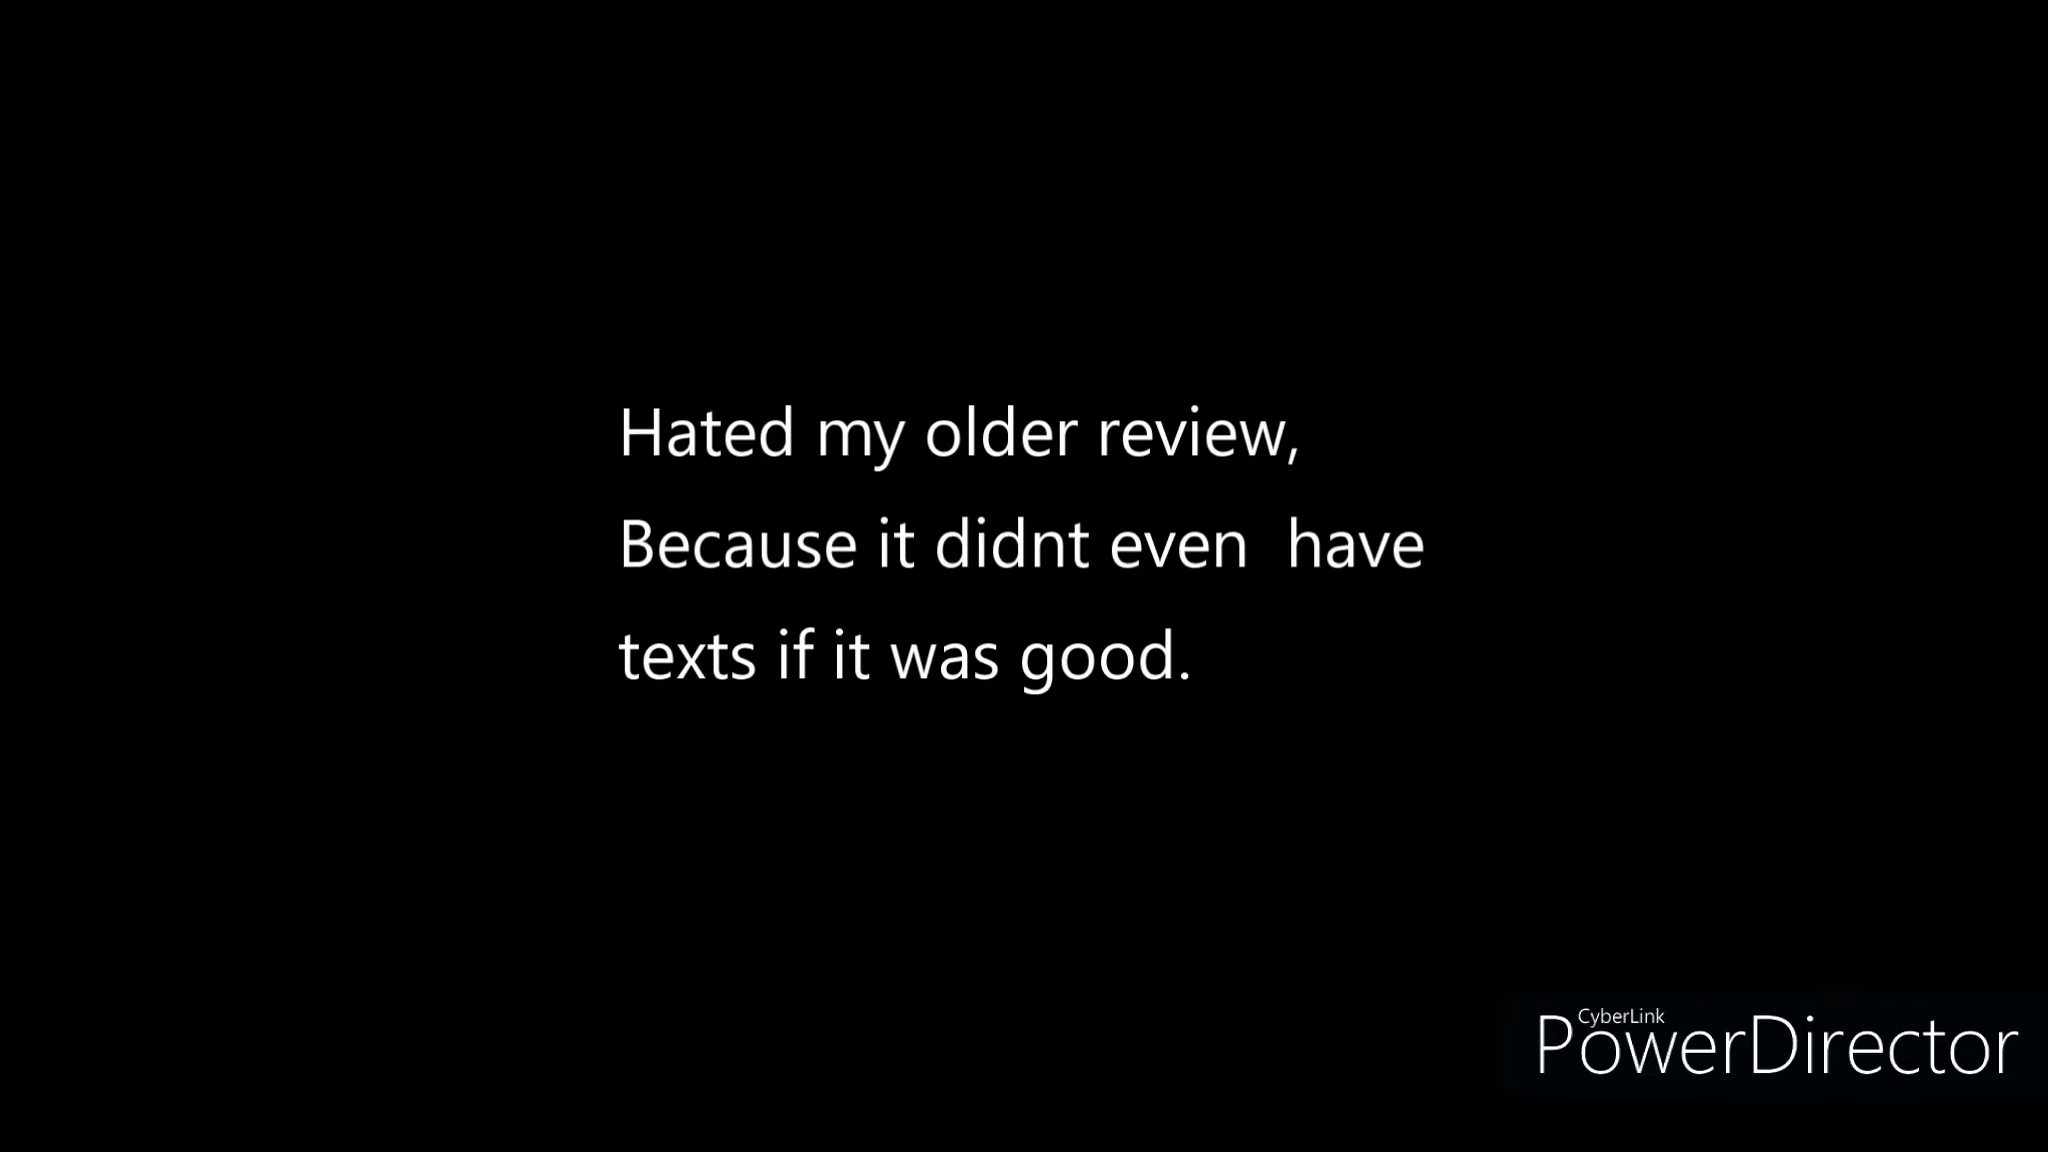 Hated my older review,
Because it didnt even  have
texts if it was good.
CyberLink
PowerDirector